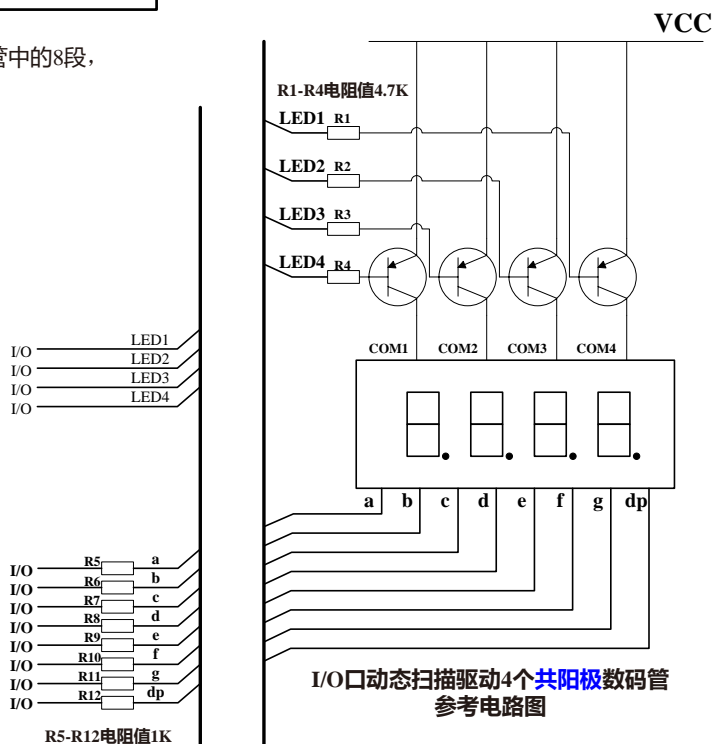 VCC
管中的8段，
R1-R4电阻值4.7K
LED1 R1
LED2 R2
LED3 R3
LED4 R4
COM1 COM2 COM3 COM4
I/O LED1
I/O LED2
I/O LED3
I/O LED4
a b c d e f g dp
I/O R5 a
I/O R6 b
I/O R7 c
I/O R8 d
I/O R9 e
I/O R10 f
I/O R11 g
I/O R12 dp
R5-R12电阻值1K
I/O口动态扫描驱动4个共阳极数码管
参考电路图